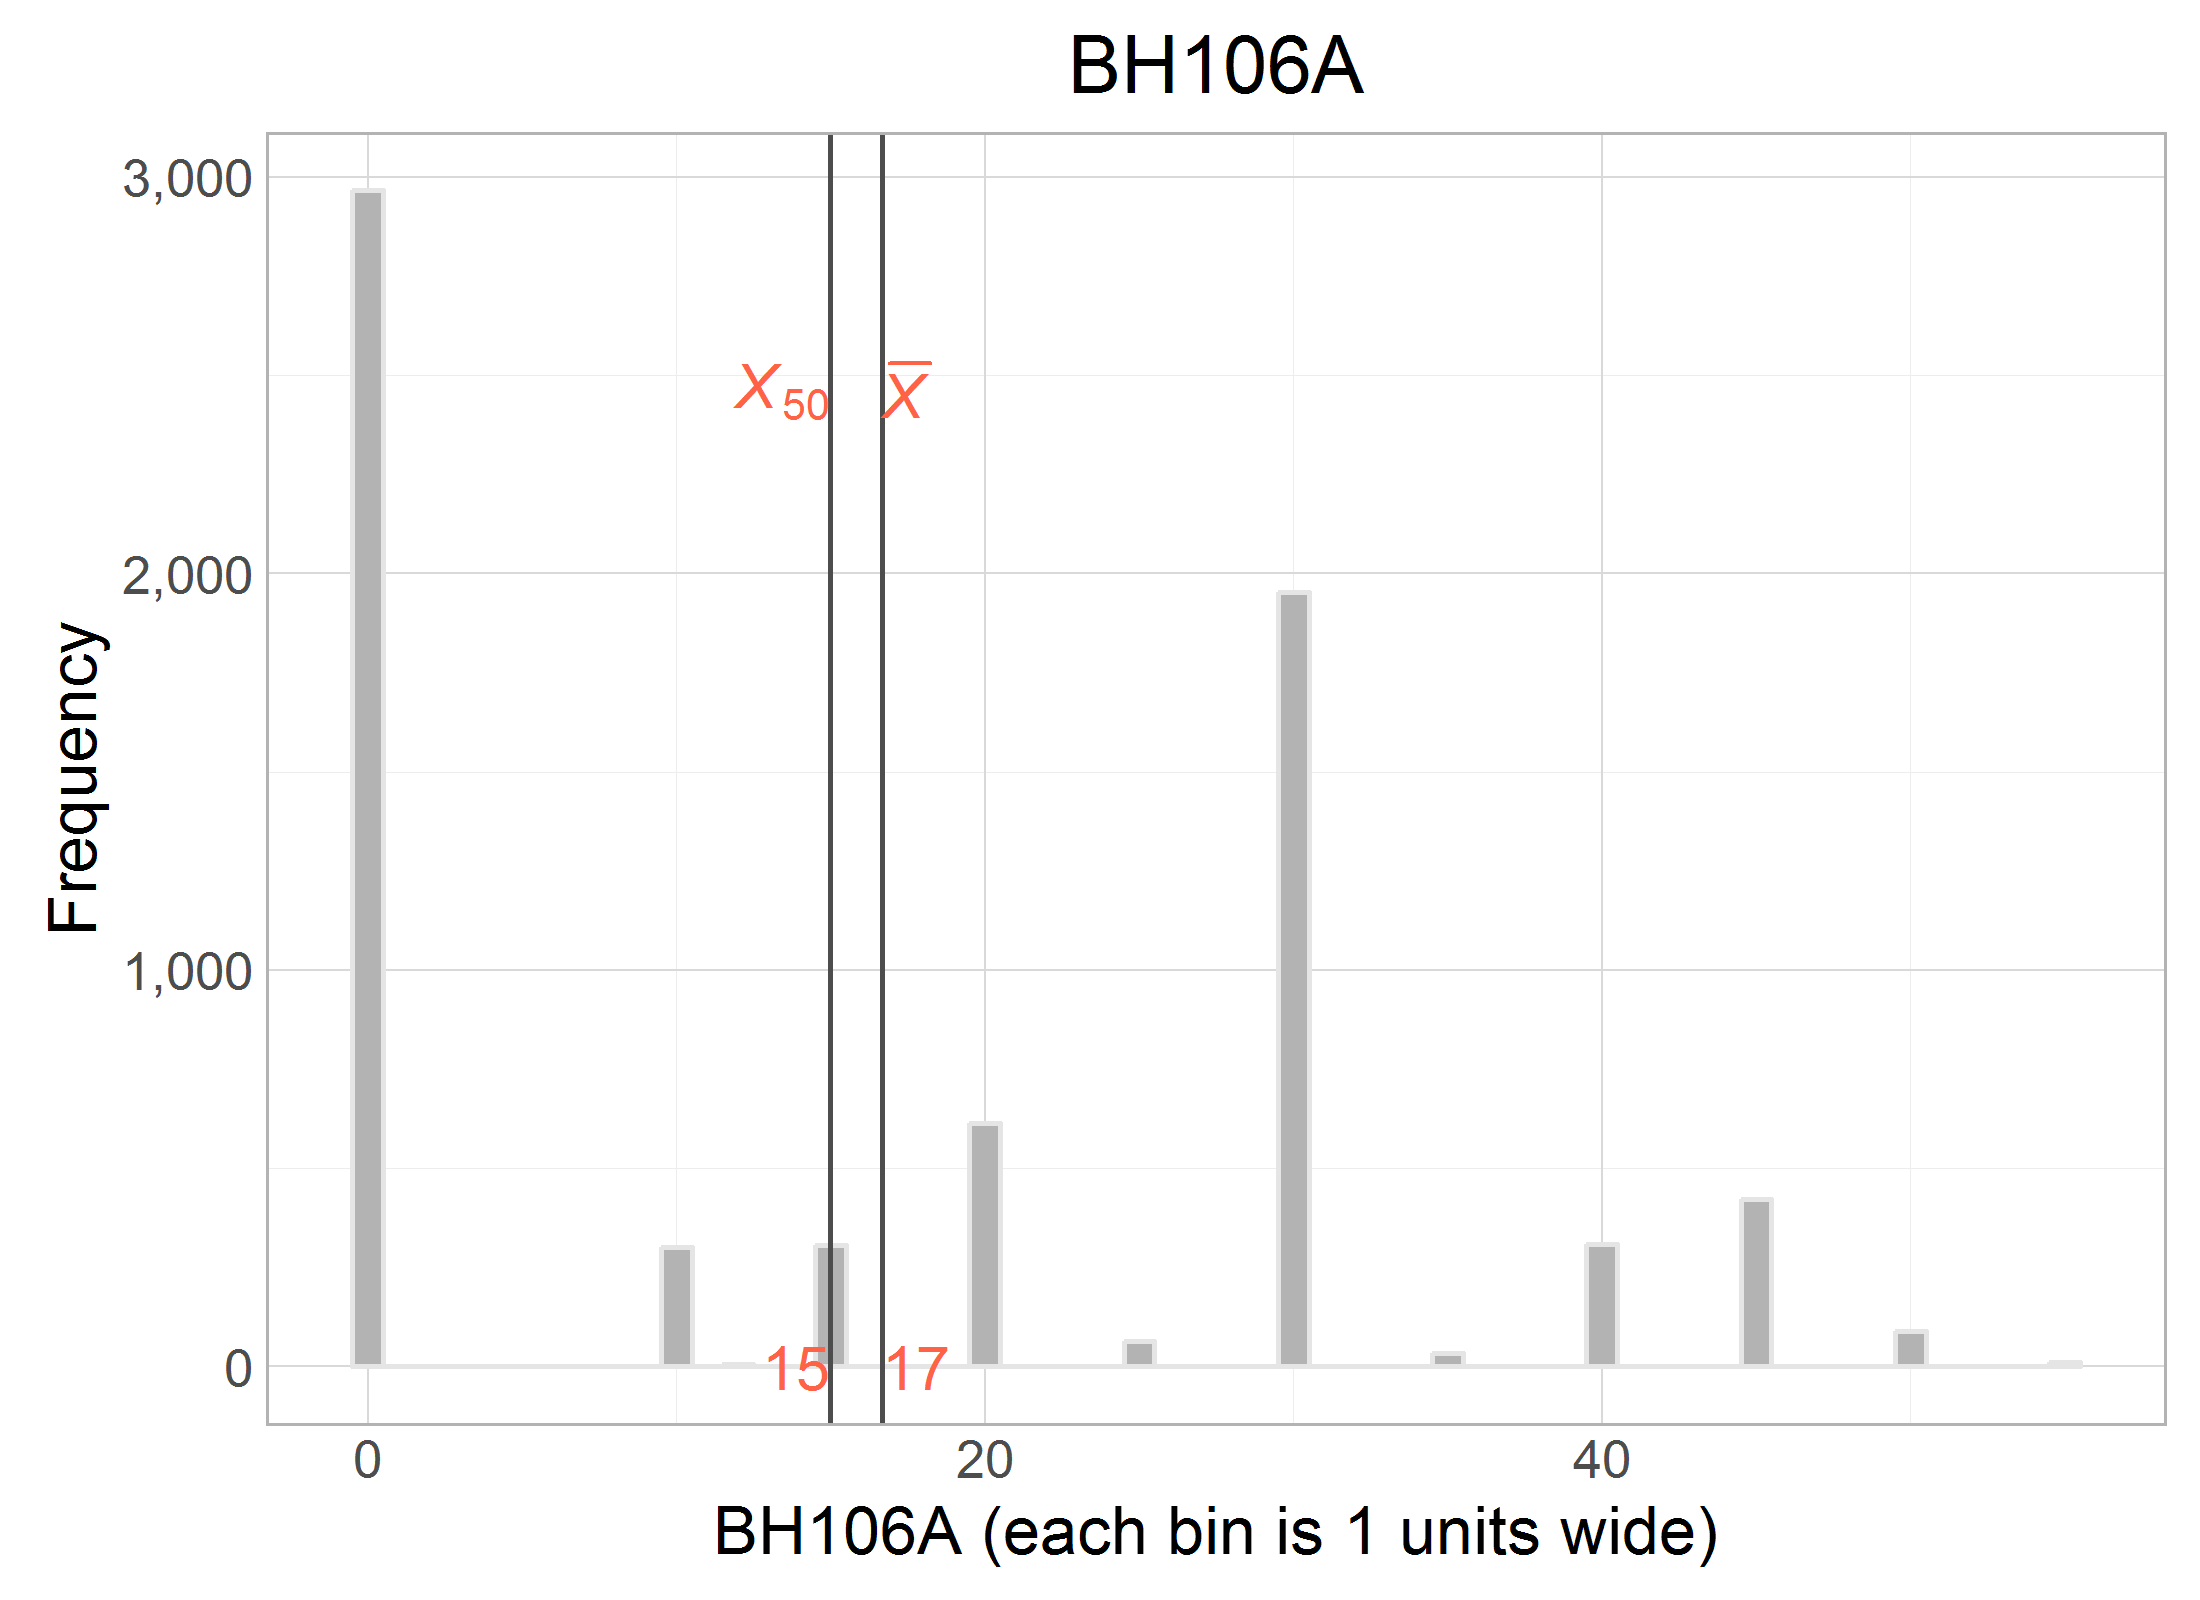 BH106A
3,000
2,000
1,000
0
Frequency
X50
X̅
15
17
0 20 40
BH106A (each bin is 1 units wide)